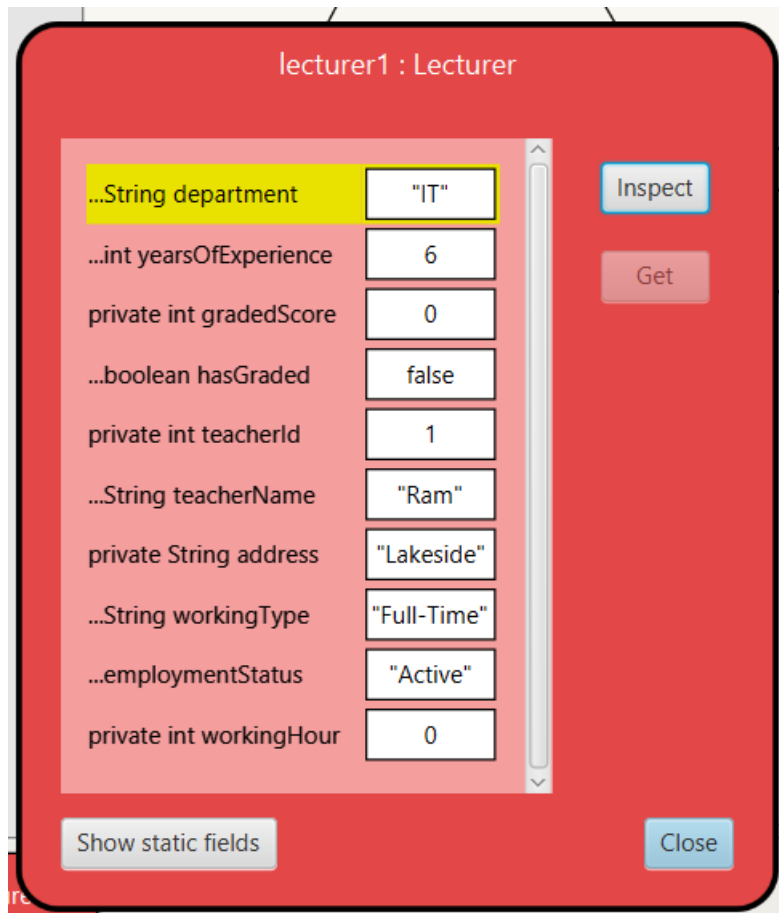 lecturer1 : Lecturer
...String department "IT"
Inspect
...int yearsOfExperience 6
Get
private int gradedScore 0
...boolean hasGraded false
private int teacherId 1
...String teacherName "Ram"
private String address "Lakeside"
...String workingType "Full-Time"
...employmentStatus "Active"
private int workingHour 0
Show static fields
Close